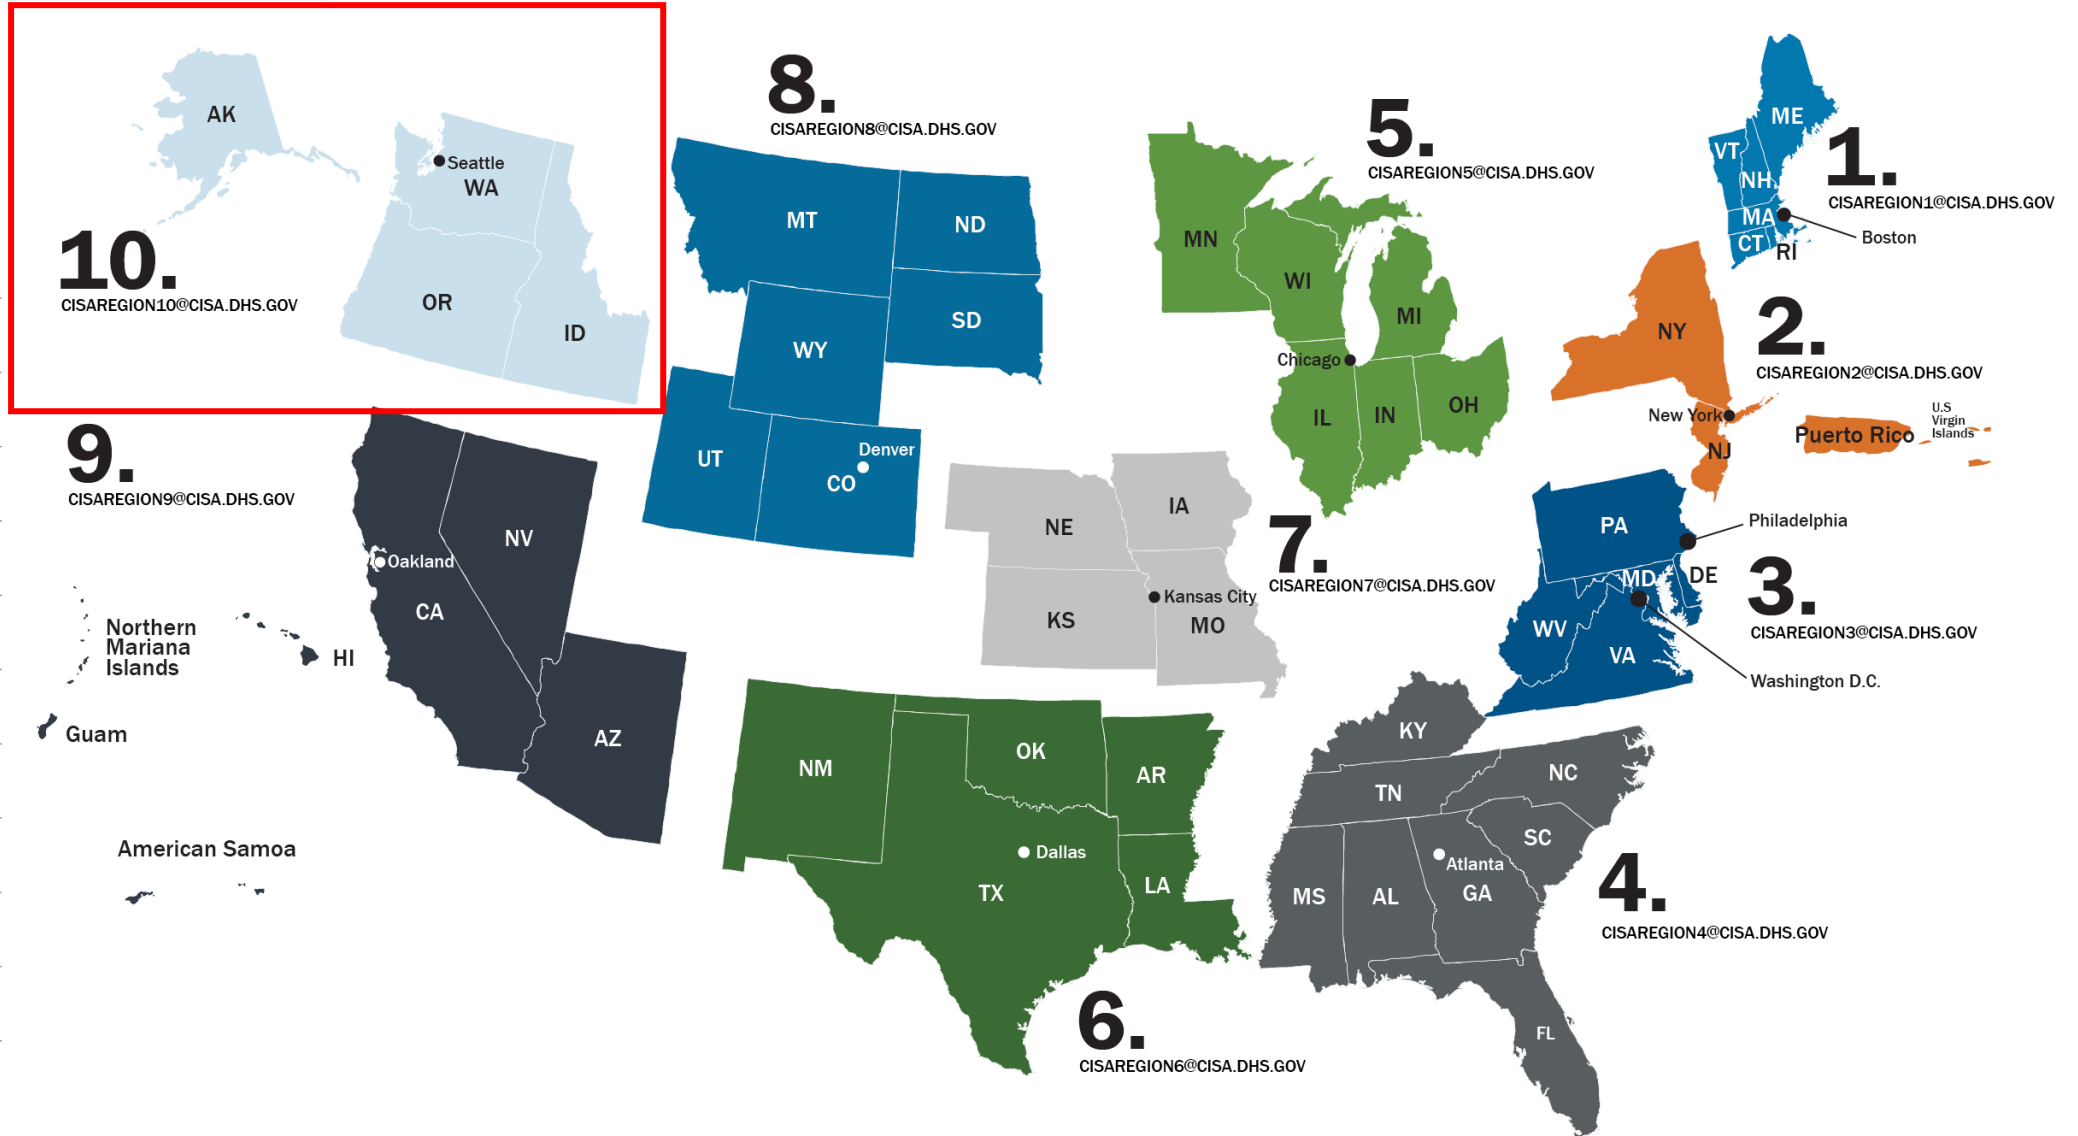 AK
Seattle
WA
10.
CISAREGION10@CISA.DHS.GOV
OR
ID
8.
CISAREGION8@CISA.DHS.GOV
MT
ND
SD
WY
UT
Denver
CO
5.
CISAREGION5@CISA.DHS.GOV
MN
WI
MI
Chicago
IL
IN
OH
ME
VT
NH
MA
CT
RI
Boston
1.
CISAREGION1@CISA.DHS.GOV
NY
2.
CISAREGION2@CISA.DHS.GOV
New York
NJ
Puerto Rico
U.S
Virgin
Islands
9.
CISAREGION9@CISA.DHS.GOV
NV
Oakland
CA
AZ
Northern
Mariana
Islands
HI
Guam
American Samoa
NE
IA
KS
Kansas City
MO
7.
CISAREGION7@CISA.DHS.GOV
PA
Philadelphia
MD
DE
WV
VA
Washington D.C.
3.
CISAREGION3@CISA.DHS.GOV
NM
OK
AR
Dallas
TX
LA
6.
CISAREGION6@CISA.DHS.GOV
KY
TN
NC
SC
Atlanta
MS
AL
GA
FL
4.
CISAREGION4@CISA.DHS.GOV